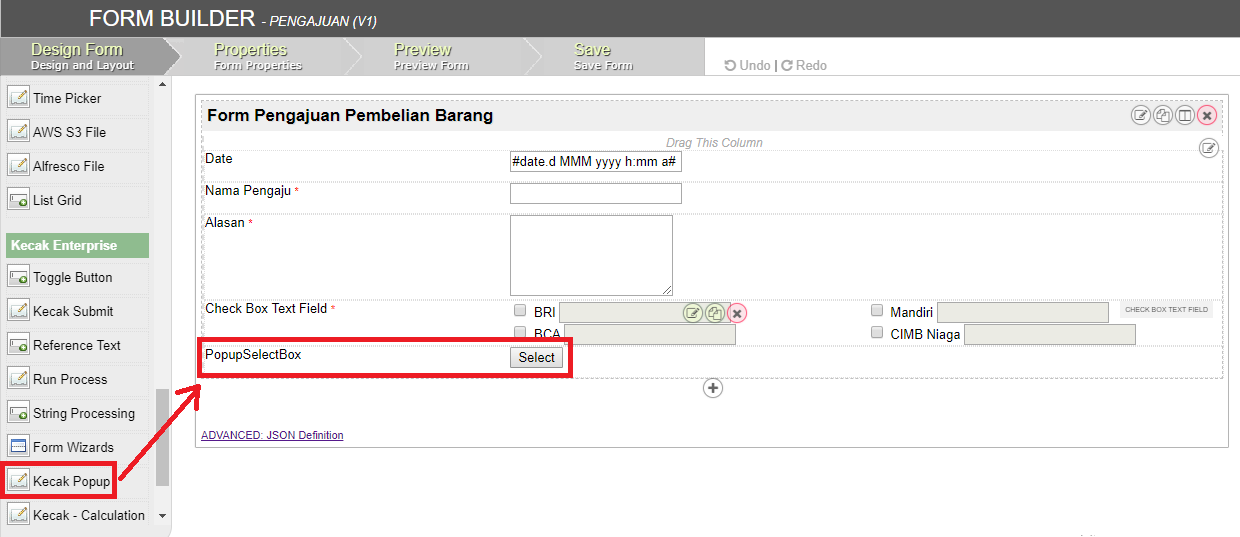 FORM BUILDER - PENGAJUAN (V1)
Design Form
Design and Layout
Properties
Form Properties
Preview
Preview Form
Save
Save Form
Undo | Redo
Time Picker
AWS S3 File
Alfresco File
List Grid
Kecak Enterprise
Toggle Button
Kecak Submit
Reference Text
Run Process
String Processing
Form Wizards
Kecak Popup
Kecak - Calculation
Form Pengajuan Pembelian Barang
Drag This Column
Date #date.d MMM yyyy h:mm a#
Nama Pengaju *
Alasan *
Check Box Text Field * BRI Mandiri CHECK BOX TEXT FIELD
BCA CIMB Niaga
PopupSelectBox Select
ADVANCED: JSON Definition